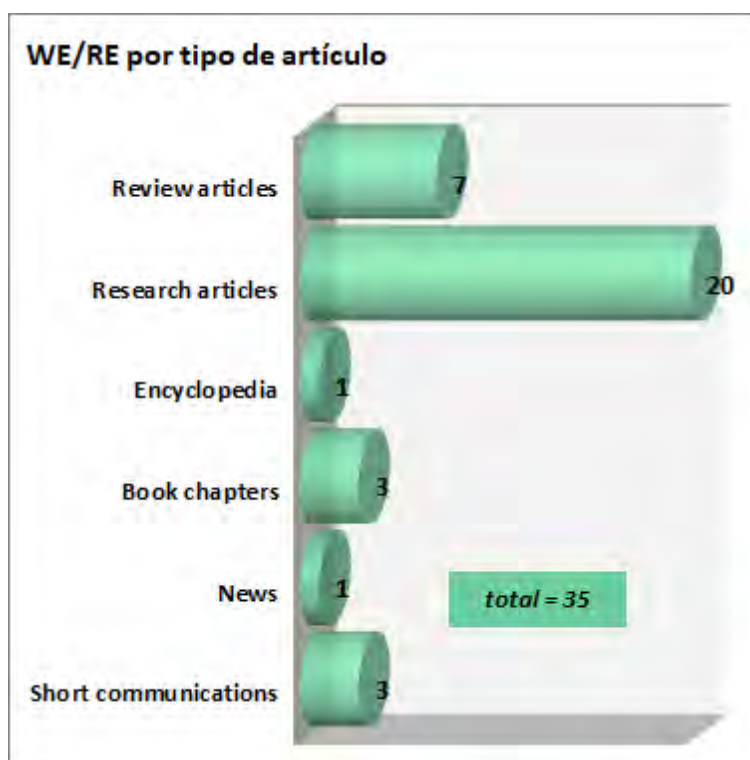 WE/RE por tipo de artículo
Review articles
7
Research articles
20
Encyclopedia
1
Book chapters
3
News
1
total = 35
Short communications
3